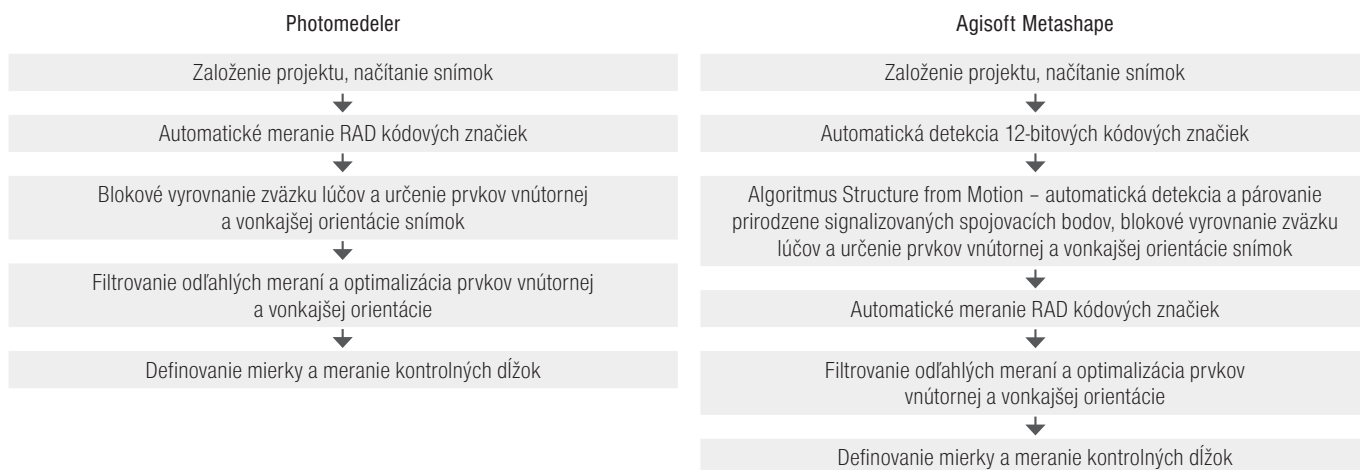 Photomedeler
Založenie projektu, načítanie snímok
Automatické meranie RAD kódových značiek
Blokové vyrovnanie zväzku lúčov a určenie prvkov vnútornej
a vonkajšej orientácie snímok
Filtrovanie odľahlých meraní a optimalizácia prvkov vnútornej
a vonkajšej orientácie
Definovanie mierky a meranie kontrolných dĺžok
Agisoft Metashape
Založenie projektu, načítanie snímok
Automatická detekcia 12-bitových kódových značiek
Algoritmus Structure from Motion – automatická detekcia a párovanie
prirodzene signalizovaných spojovacích bodov, blokové vyrovnanie zväzku
lúčov a určenie prvkov vnútornej a vonkajšej orientácie snímok
Automatické meranie RAD kódových značiek
Filtrovanie odľahlých meraní a optimalizácia prvkov
vnútornej a vonkajšej orientácie
Definovanie mierky a meranie kontrolných dĺžok